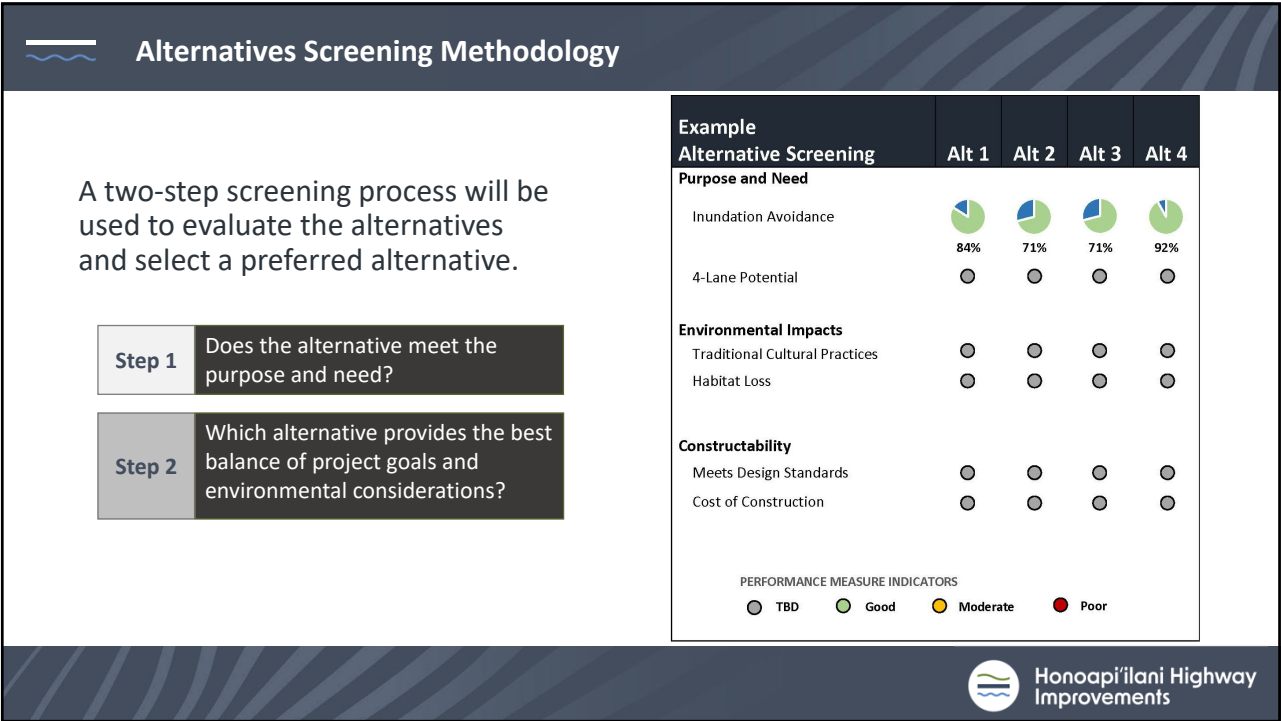 Alternatives Screening Methodology
A two-step screening process will be
used to evaluate the alternatives
and select a preferred alternative.
Step 1
Does the alternative meet the
purpose and need?
Step 2
Which alternative provides the best
balance of project goals and
environmental considerations?
Example
Alternative Screening Alt 1 Alt 2 Alt 3 Alt 4
Purpose and Need
Inundation Avoidance
84% 71% 71% 92%
4-Lane Potential
Environmental Impacts
Traditional Cultural Practices
Habitat Loss
Constructability
Meets Design Standards
Cost of Construction
PERFORMANCE MEASURE INDICATORS
TBD Good Moderate Poor
Honoapiʻilani Highway
Improvements